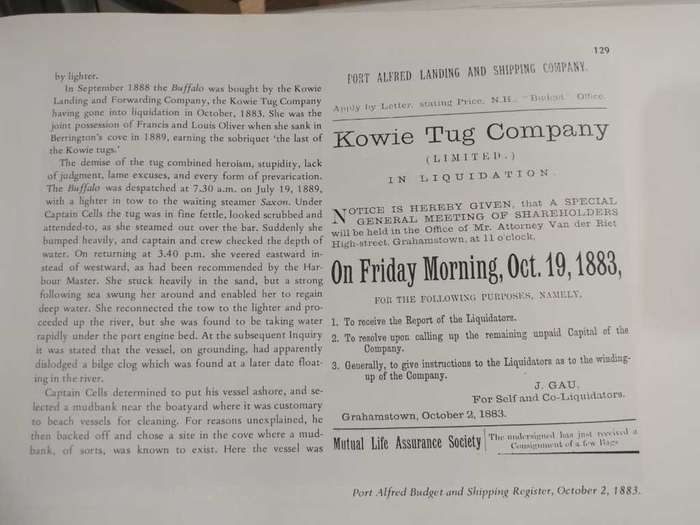 129
by lighter.
In September 1888 the Buffalo was bought by the Kowie
Landing and Forwarding Company, the Kowie Tug Company
having gone into liquidation in October, 1883. She was the
joint possession of Francis and Louis Oliver when she sank in
Berrington's cove in 1889, earning the sobriquet 'the last of
the Kowie tugs.'
The demise of the tug combined heroism, stupidity, lack
of judgment, lame excuses, and every form of prevarication.
The Buffalo was despatched at 7.30 a.m. on July 19, 1889,
with a lighter in tow to the waiting steamer Saxon. Under
Captain Cells the tug was in fine fettle, looked scrubbed and
attended-to, as she steamed out over the bar. Suddenly she
bumped heavily, and captain and crew checked the depth of
water. On returning at 3.40 p.m. she veered eastward in-
stead of westward, as had been recommended by the Har-
bour Master. She stuck heavily in the sand, but a strong
following sea swung her around and enabled her to regain
deep water. She reconnected the tow to the lighter and pro-
ceeded up the river, but she was found to be taking water
rapidly under the port engine bed. At the subsequent Inquiry
it was stated that the vessel, on grounding, had apparently
dislodged a bilge clog which was found at a later date float-
ing in the river.
Captain Cells determined to put his vessel ashore, and se-
lected a mudbank near the boatyard where it was customary
to beach vessels for cleaning. For reasons unexplained, he
then backed off and chose a site in the cove where a mud-
bank, of sorts, was known to exist. Here the vessel was
PORT ALFRED LANDING AND SHIPPING COMPANY.
Apply by Letter, stating Price, N.H., "Budget" Office.
Kowie Tug Company
(LIMITED.)
IN LIQUIDATION.
NOTICE IS HEREBY GIVEN, that A SPECIAL
GENERAL MEETING OF SHAREHOLDERS
will be held in the Office of Mr. Attorney Van der Riet
High-street, Grahamstown, at 11 o'clock,
On Friday Morning, Oct. 19, 1883,
FOR THE FOLLOWING PURPOSES, NAMELY,
1. To receive the Report of the Liquidators.
2. To resolve upon calling up the remaining unpaid Capital of the
Company.
3. Generally, to give instructions to the Liquidators as to the winding-
up of the Company.
J. GAU,
For Self and Co-Liquidators.
Grahamstown, October 2, 1883.
Mutual Life Assurance Society
The undersigned has just received a
Consignment of a few Bags
Port Alfred Budget and Shipping Register, October 2, 1883.